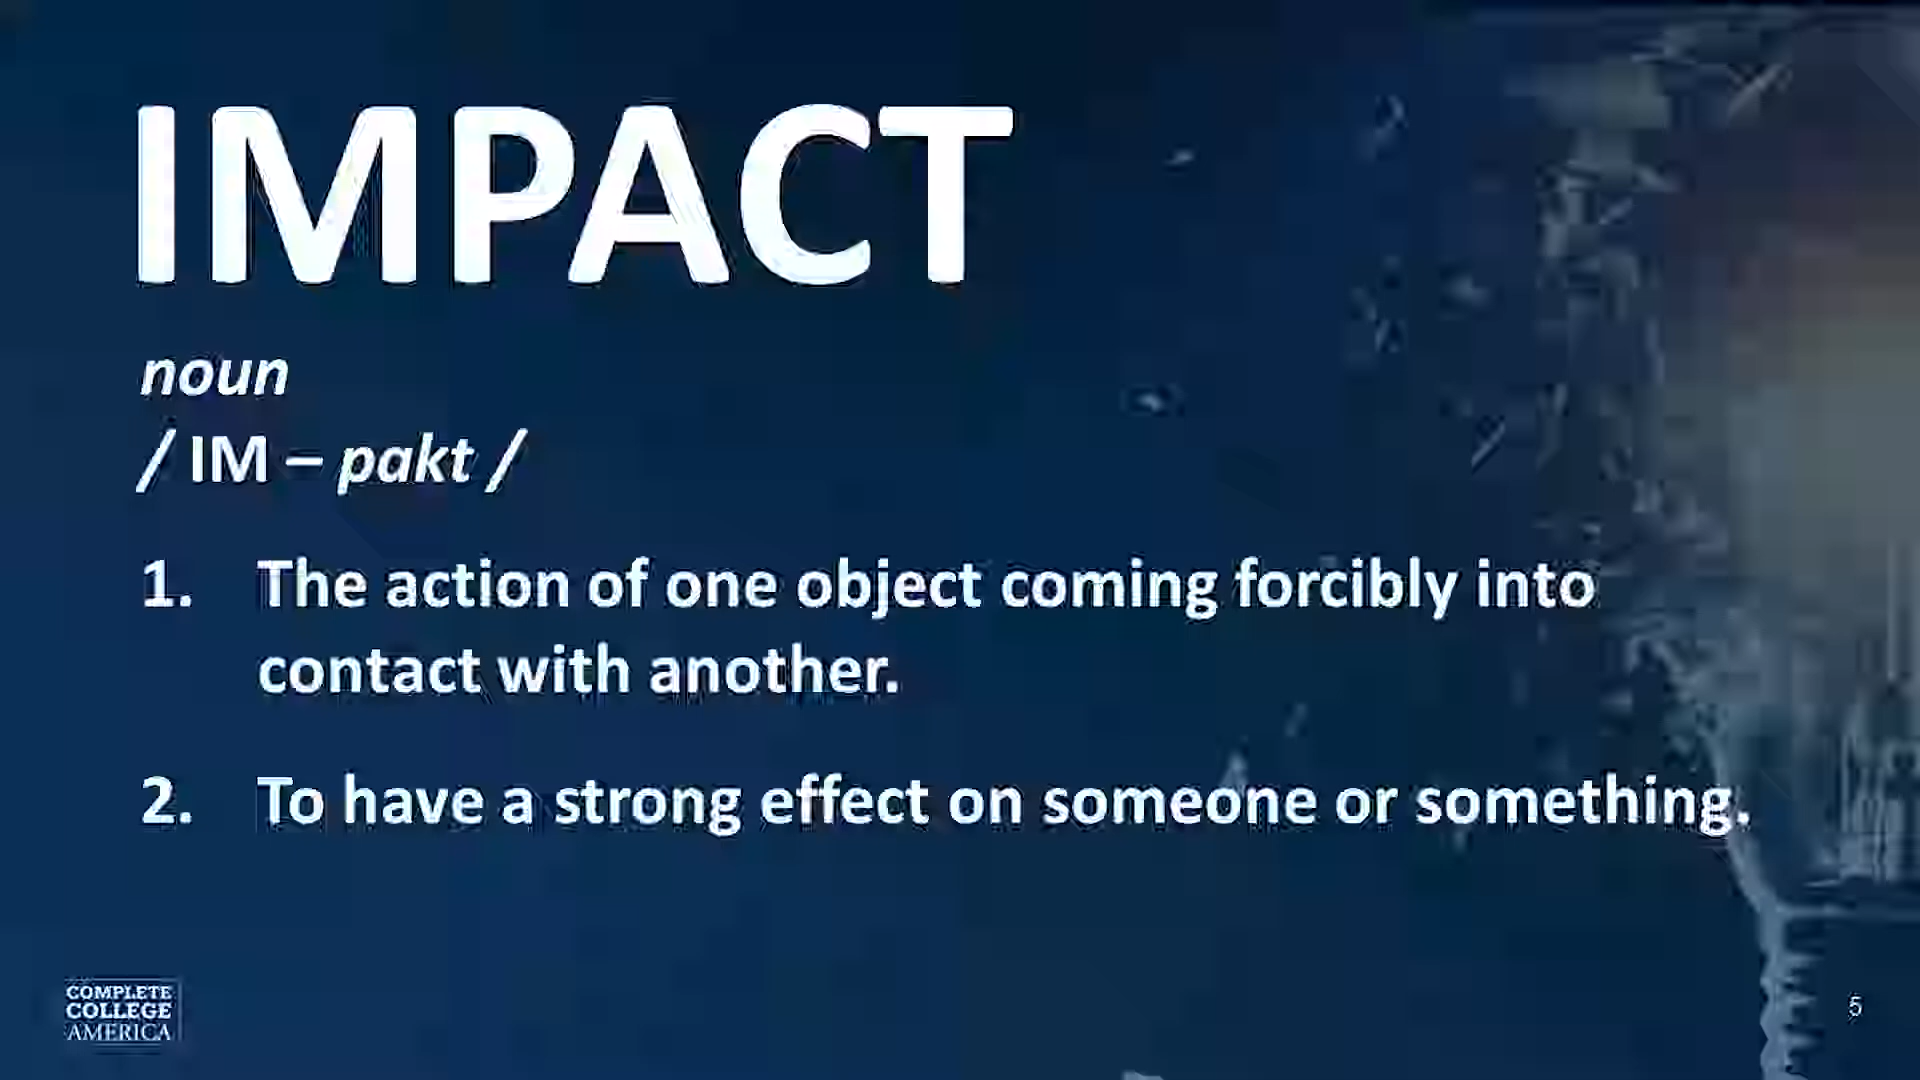 IMPACT
noun
/ IM – pakt /
1. The action of one object coming forcibly into
contact with another.
2. To have a strong effect on someone or something.
COMPLETE
COLLEGE
AMERICA
5